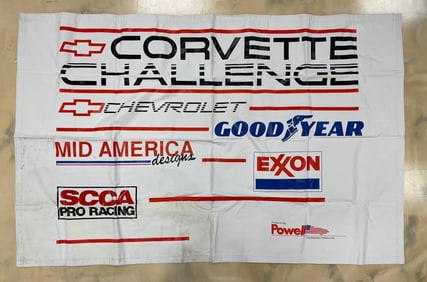 CORVETTE
CHALLENGE
CHEVROLET
GOODYEAR
MID AMERICA
designs
EXXON
SCCA
PRO RACING
Powell